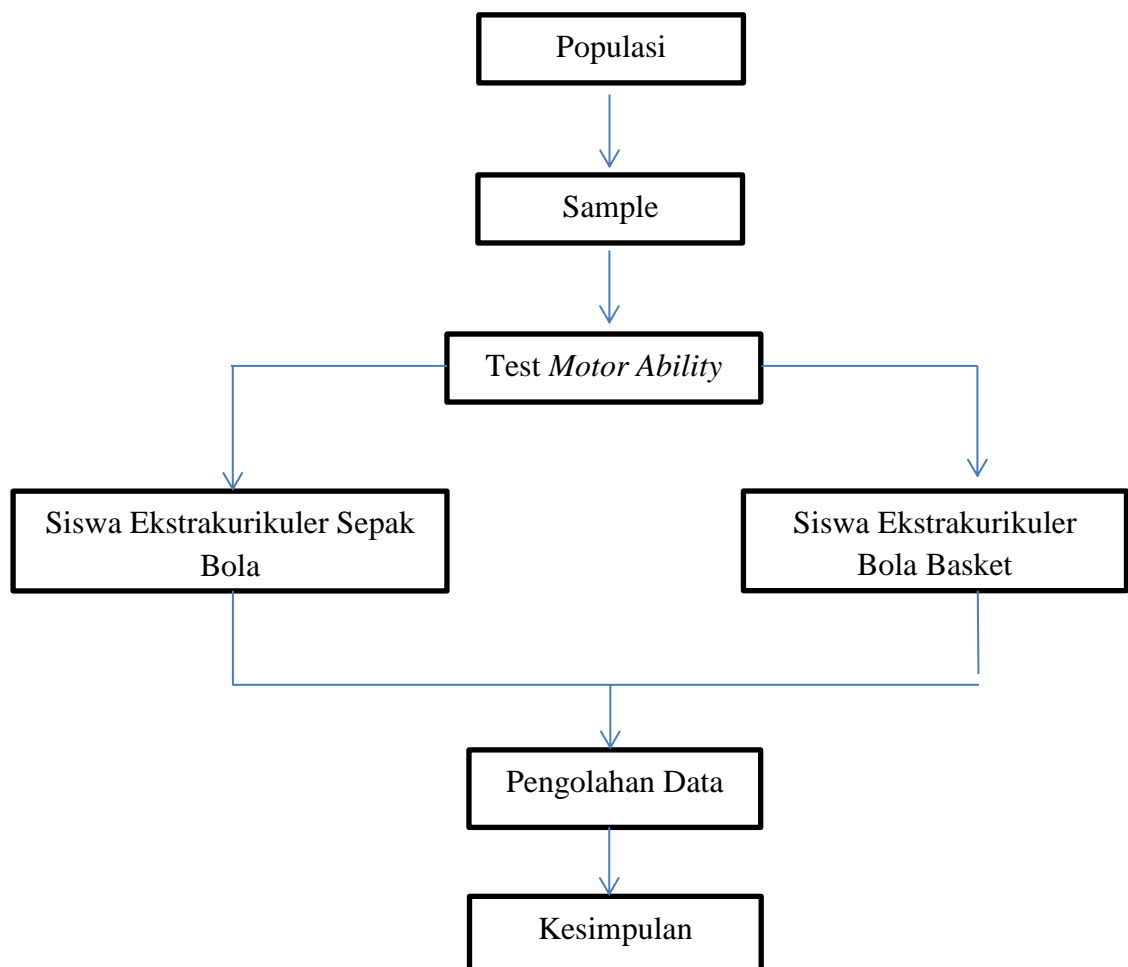 Populasi
Sample
Test Motor Ability
Siswa Ekstrakurikuler Sepak
Bola
Siswa Ekstrakurikuler
Bola Basket
Pengolahan Data
Kesimpulan